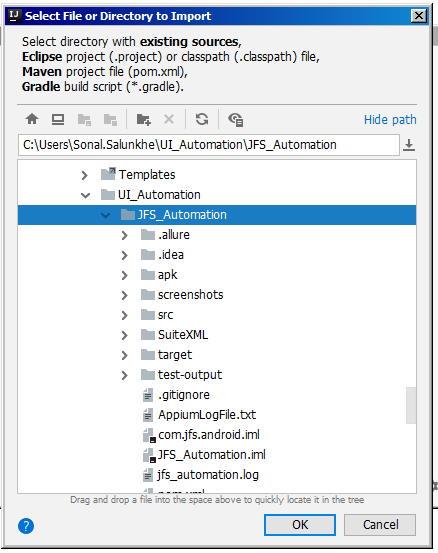 Select File or Directory to Import
Select directory with existing sources,
Eclipse project (.project) or classpath (.classpath) file,
Maven project file (pom.xml),
Gradle build script (*.gradle).
Hide path
C:\Users\Sonal.Salunkhe\UI_Automation\JFS_Automation
Templates
UI_Automation
JFS_Automation
.allure
.idea
apk
screenshots
src
SuiteXML
target
test-output
.gitignore
AppiumLogFile.txt
com.jfs.android.iml
JFS_Automation.iml
jfs_automation.log
pom.xml
Drag and drop a file into the space above to quickly locate it in the tree
OK
Cancel